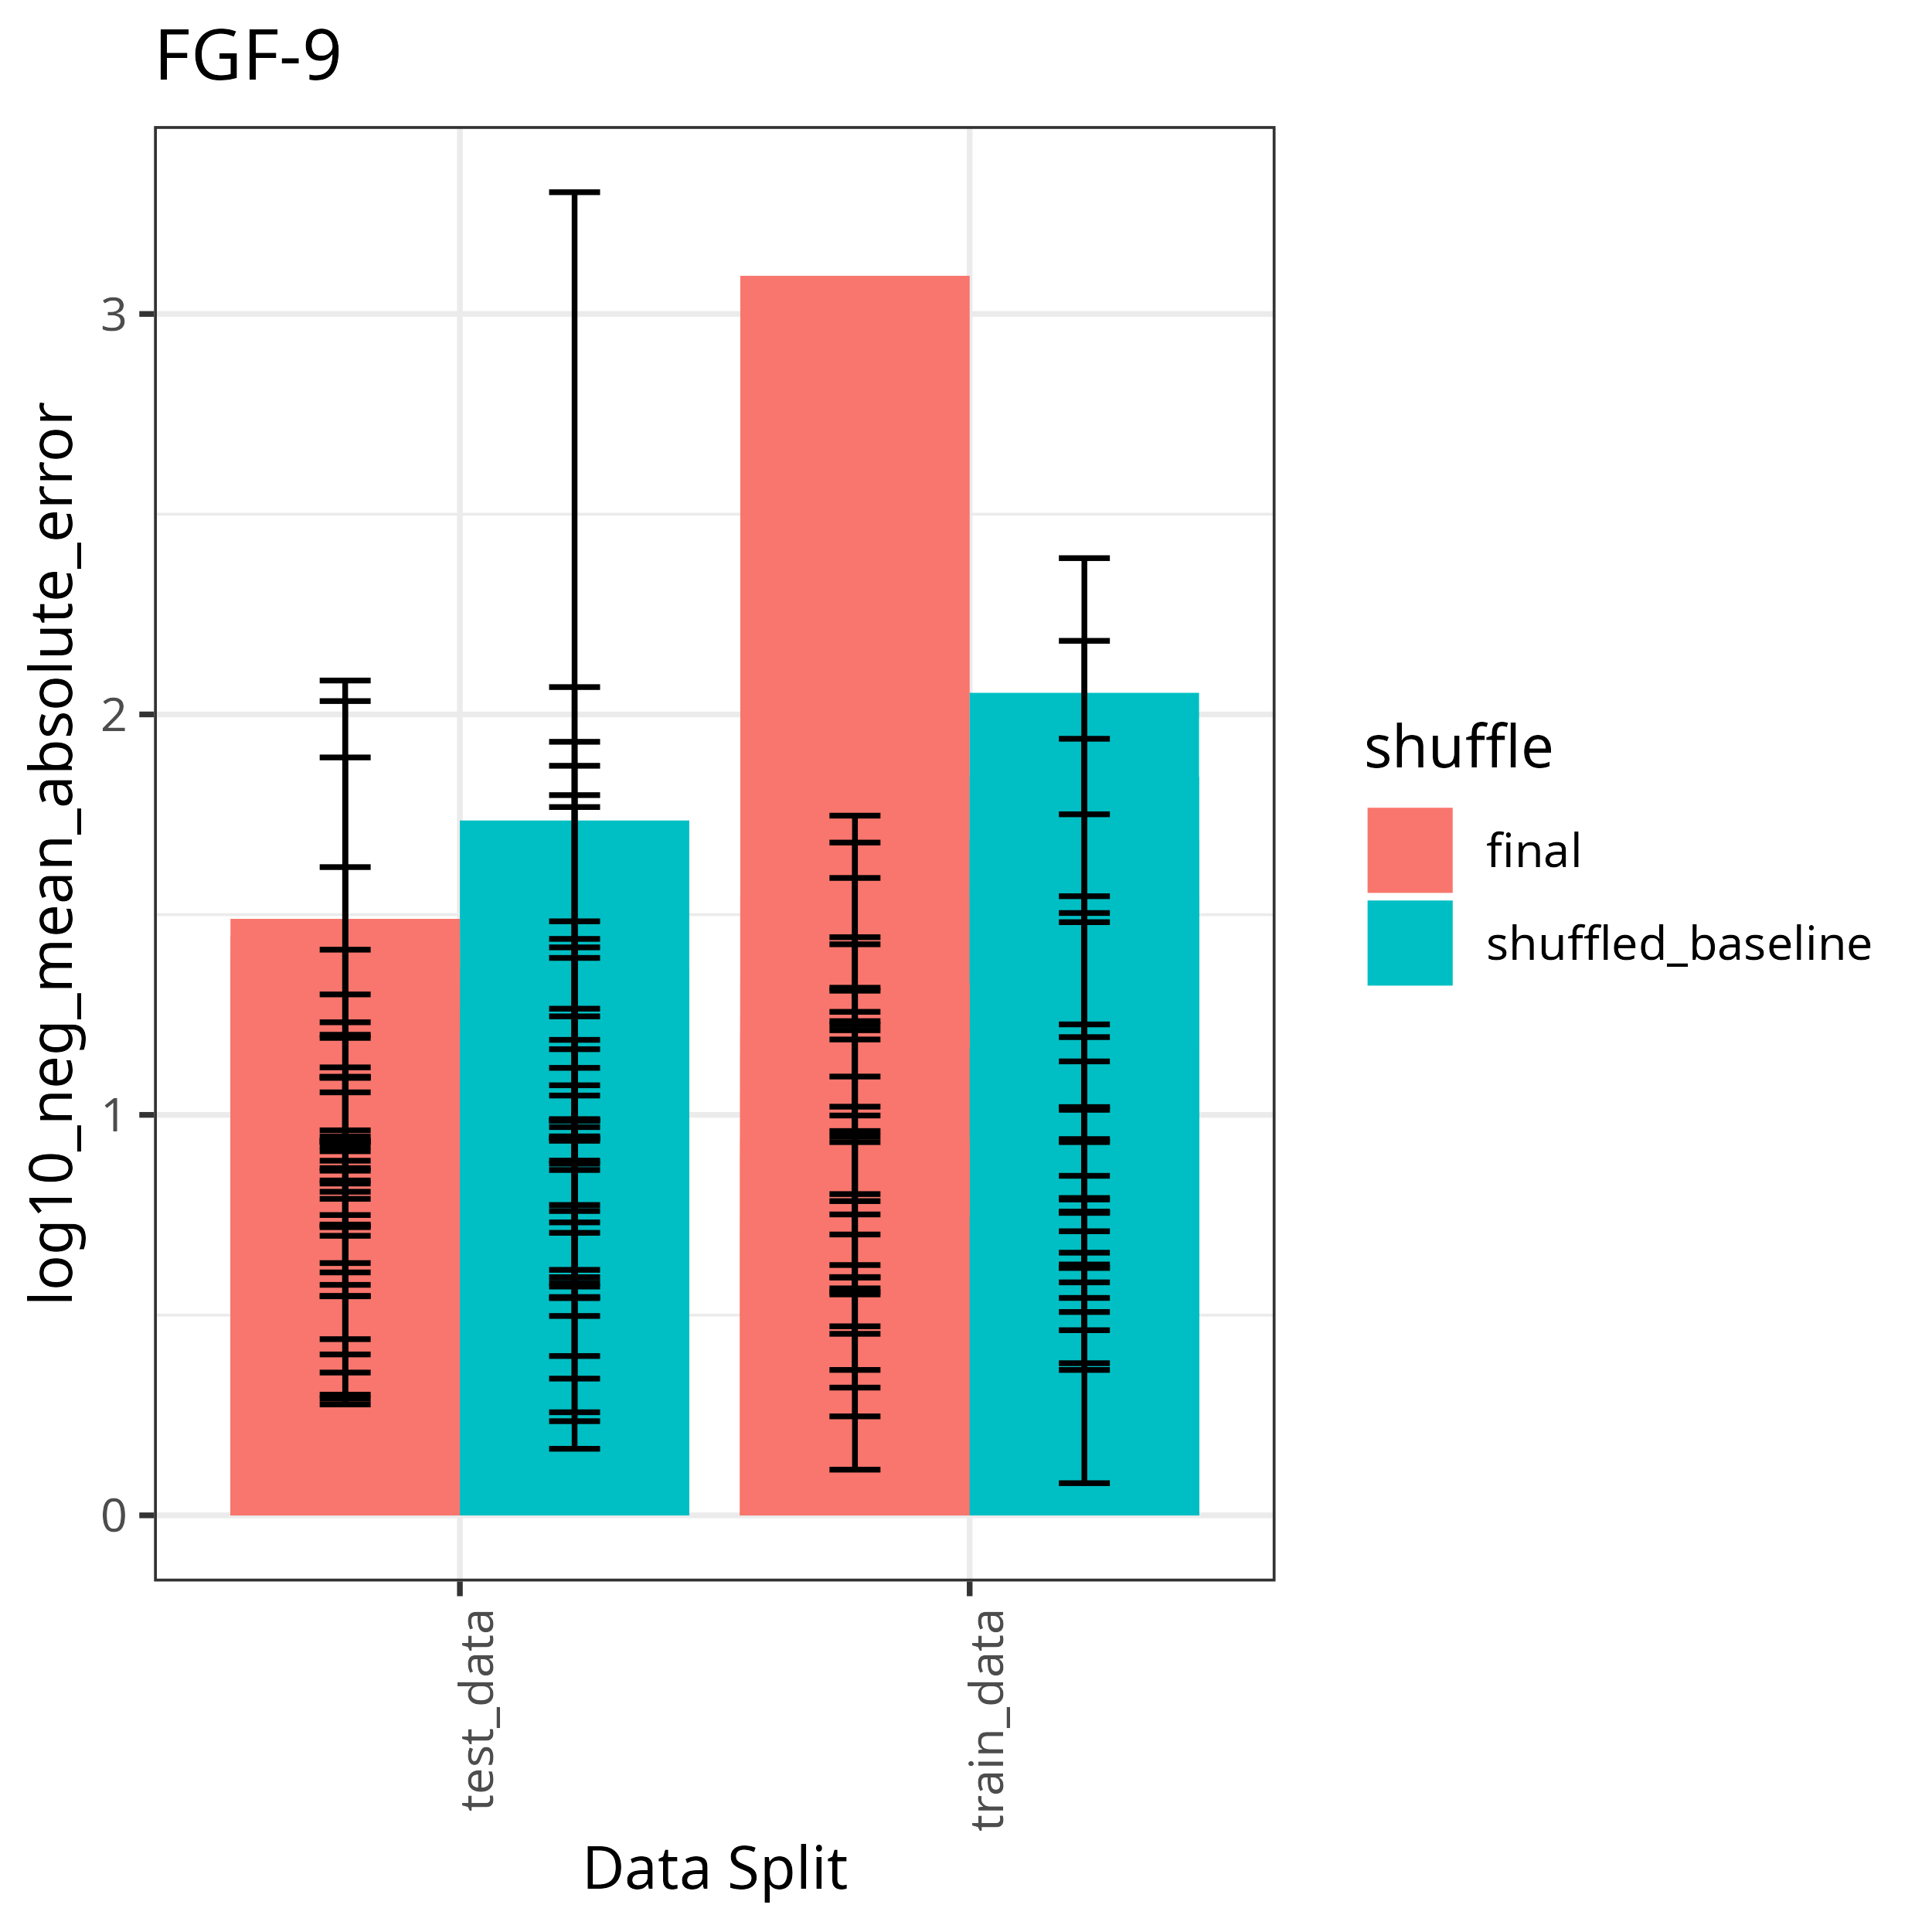 FGF-9
log10_neg_mean_absolute_error
3
2
1
0
test_data
train_data
Data Split
shuffle
final
shuffled_baseline